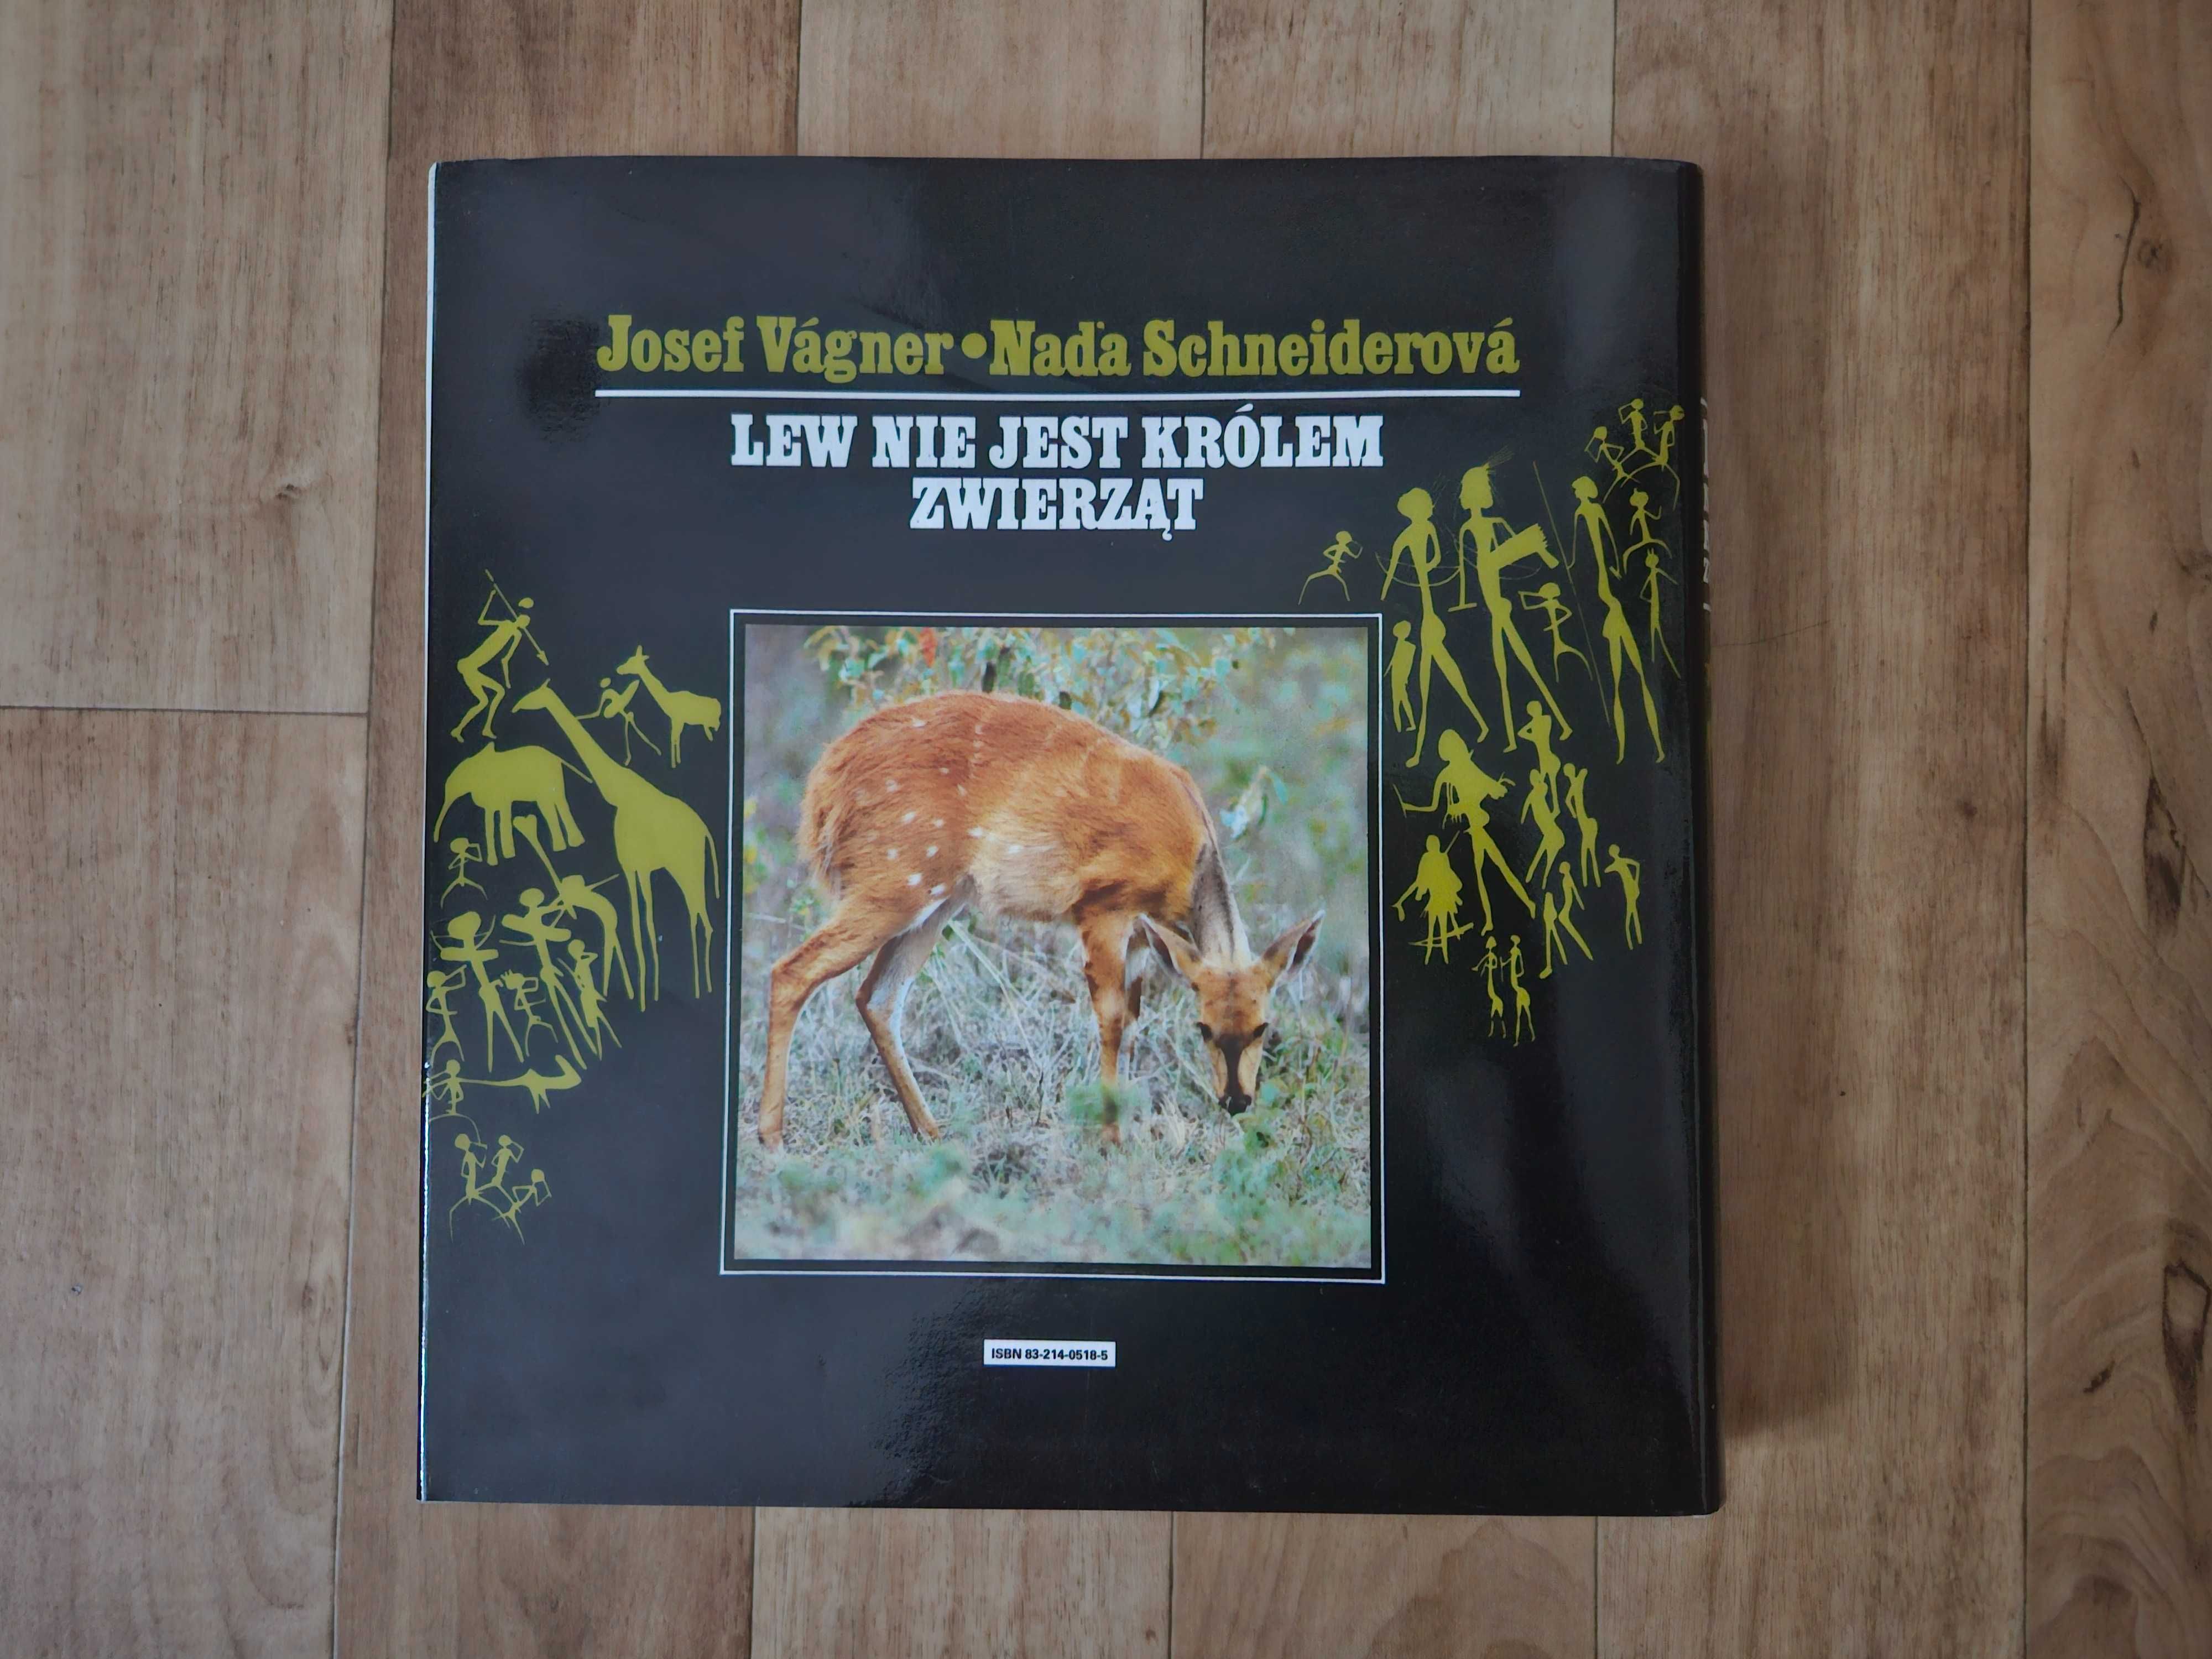 Josef Vágner • Naďa Schneiderová
LEW NIE JEST KRÓLEM
ZWIERZĄT
ISBN 83-214-0518-5